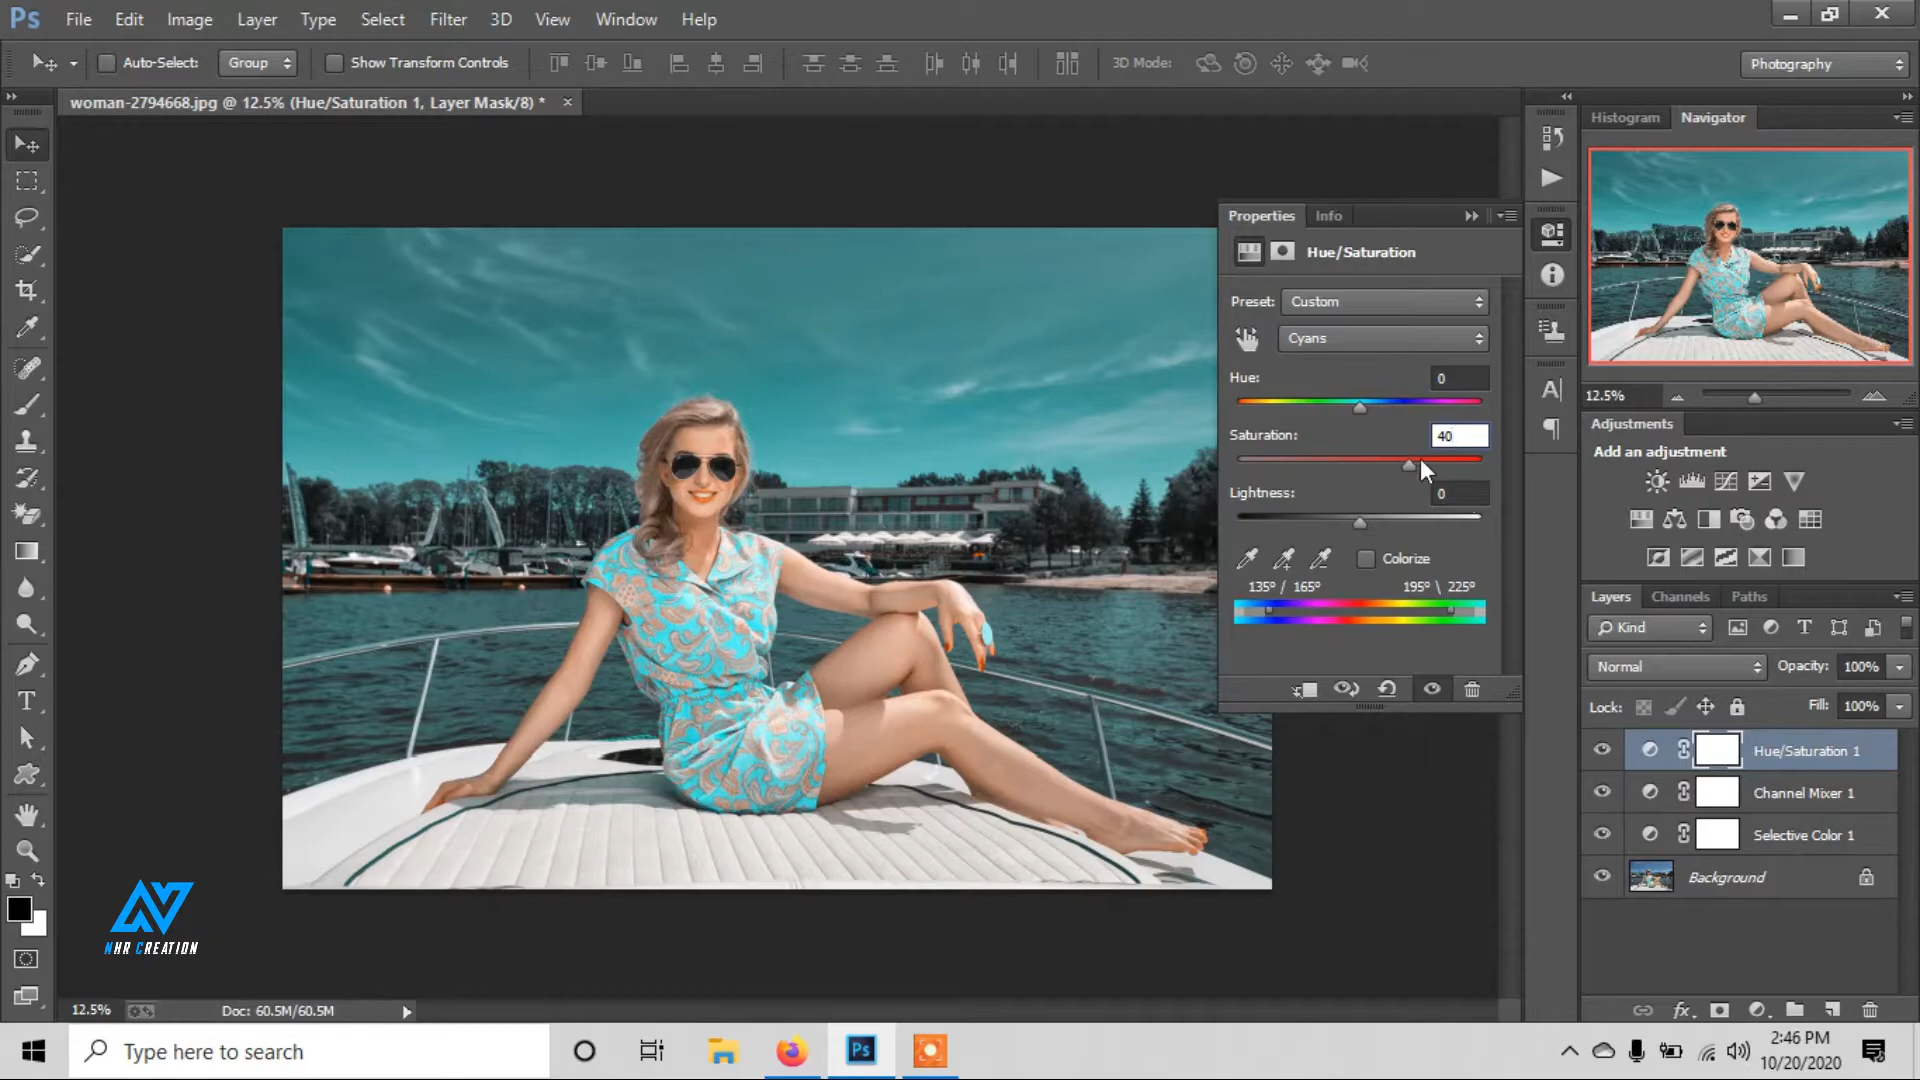 Ps File Edit Image Layer Type Select Filter 3D View Window Help
Auto-Select: Group Show Transform Controls 3D Mode: Photography
woman-2794668.jpg @ 12.5% (Hue/Saturation 1, Layer Mask/8) *
Histogram Navigator
Properties Info
Hue/Saturation
Preset: Custom
Cyans
Hue: 0
Saturation: 40
Lightness: 0
Colorize
135° / 165° 195° \ 225°
12.5%
Adjustments
Add an adjustment
Layers Channels Paths
Kind
Normal Opacity: 100%
Lock: Fill: 100%
Hue/Saturation 1
Channel Mixer 1
Selective Color 1
Background
NHR CREATION
12.5% Doc: 60.5M/60.5M
Type here to search
Ps
2:46 PM
10/20/2020